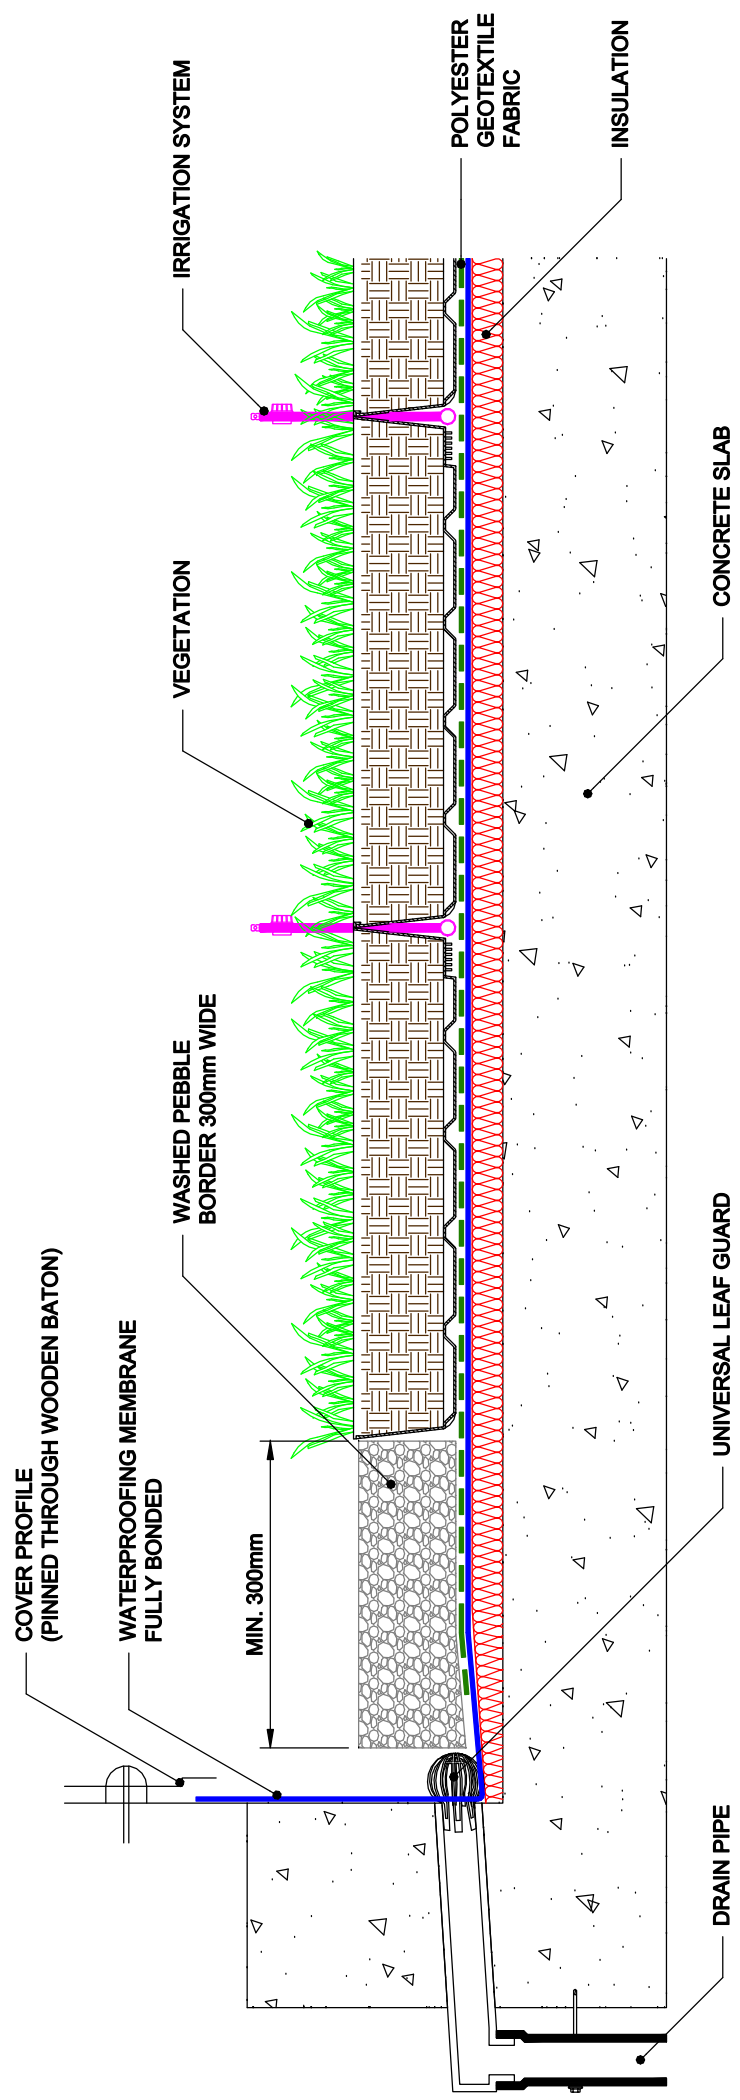 COVER PROFILE
(PINNED THROUGH WOODEN BATON)
WATERPROOFING MEMBRANE
FULLY BONDED
WASHED PEBBLE
BORDER 300mm WIDE
VEGETATION
IRRIGATION SYSTEM
MIN. 300mm
POLYESTER
GEOTEXTILE
FABRIC
INSULATION
DRAIN PIPE
UNIVERSAL LEAF GUARD
CONCRETE SLAB